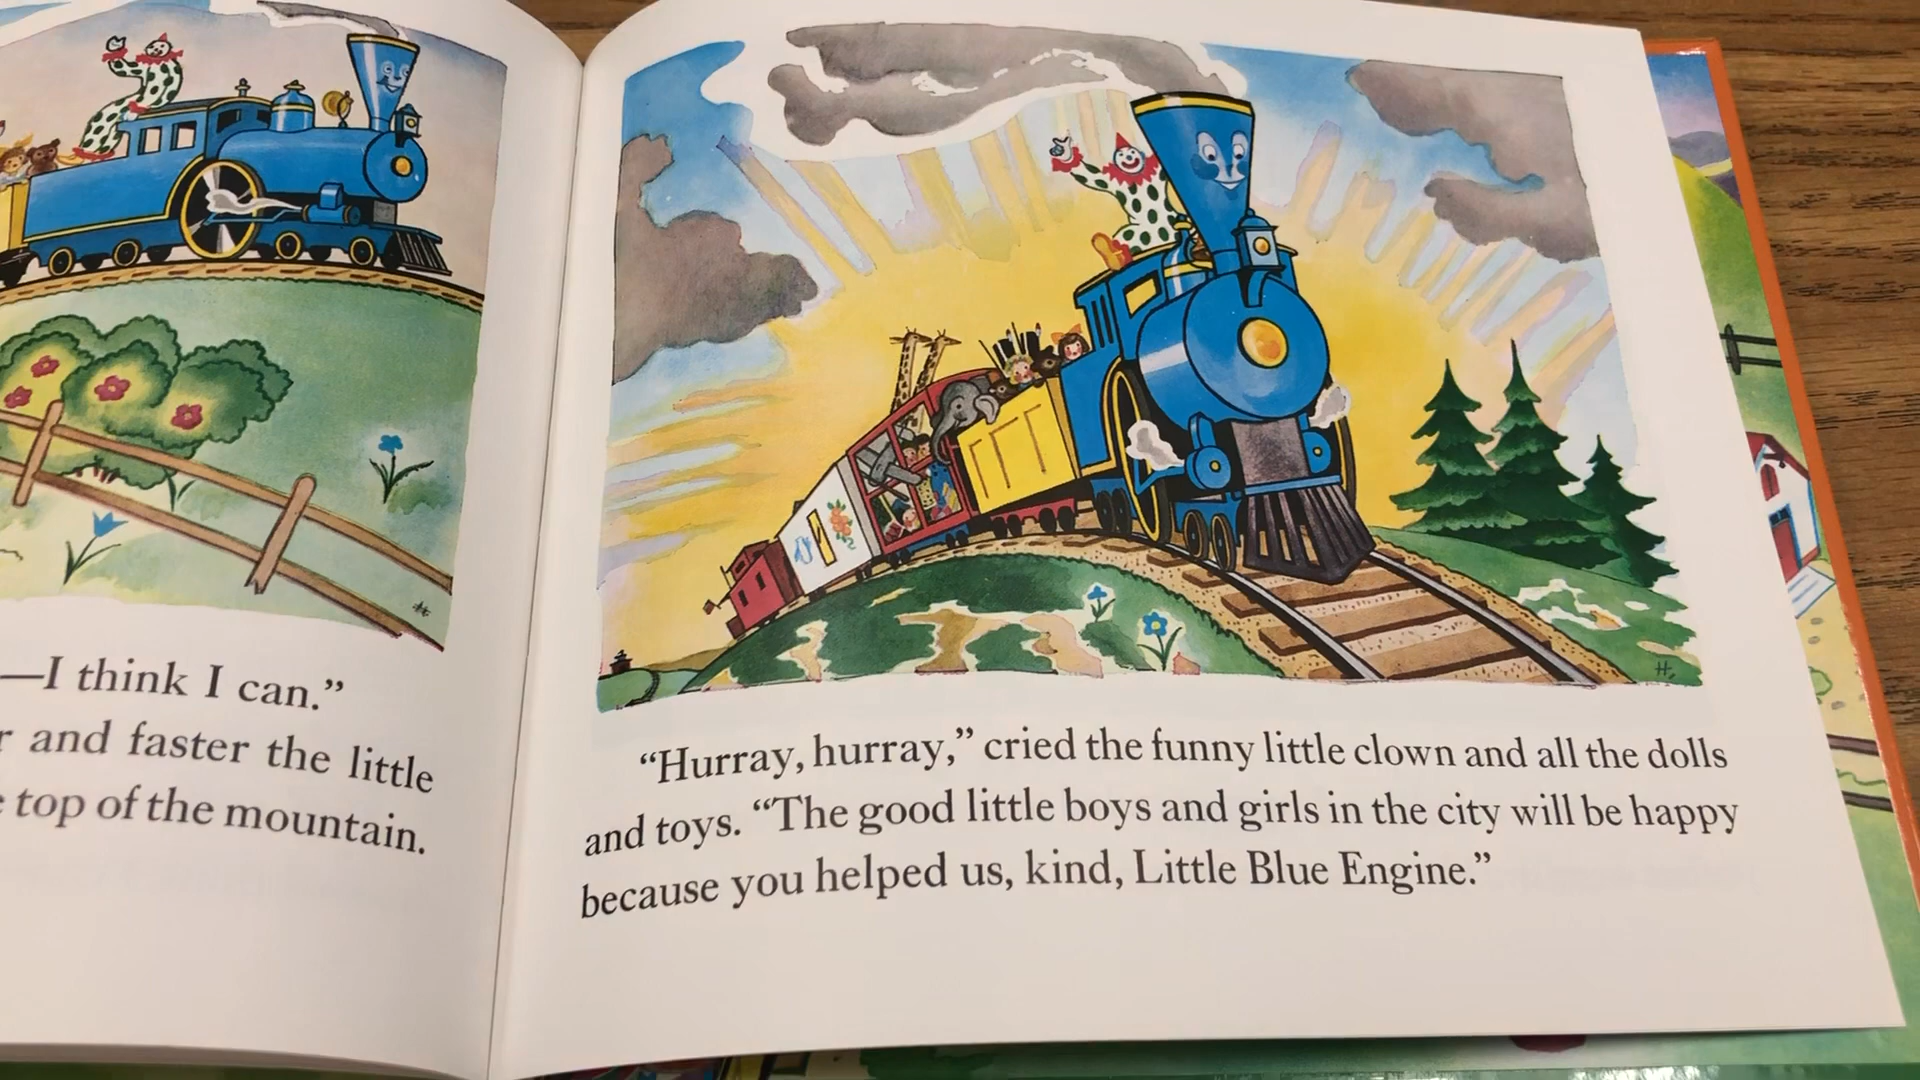 —I think I can.”
and faster the little
top of the mountain.
“Hurray, hurray,” cried the funny little clown and all the dolls
and toys. “The good little boys and girls in the city will be happy
because you helped us, kind, Little Blue Engine.”
H.